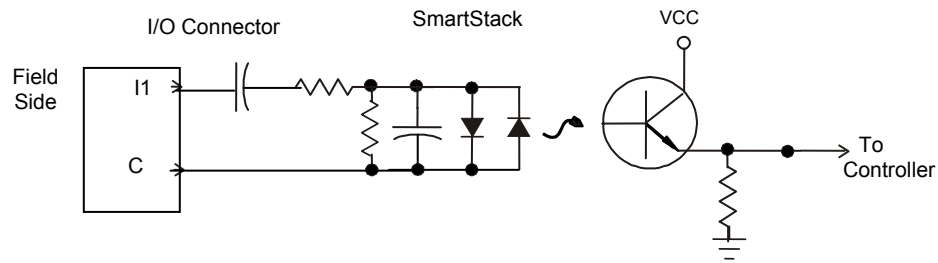 SmartStack
I/O Connector
VCC
Field
Side
I1
C
To
Controller